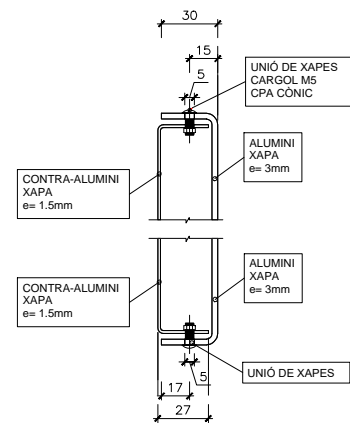 30
15
5
UNIÓ DE XAPES
CARGOL M5
CPA CÒNIC
ALUMINI
XAPA
e= 3mm
CONTRA-ALUMINI
XAPA
e= 1.5mm
ALUMINI
XAPA
e= 3mm
CONTRA-ALUMINI
XAPA
e= 1.5mm
5
UNIÓ DE XAPES
17
27